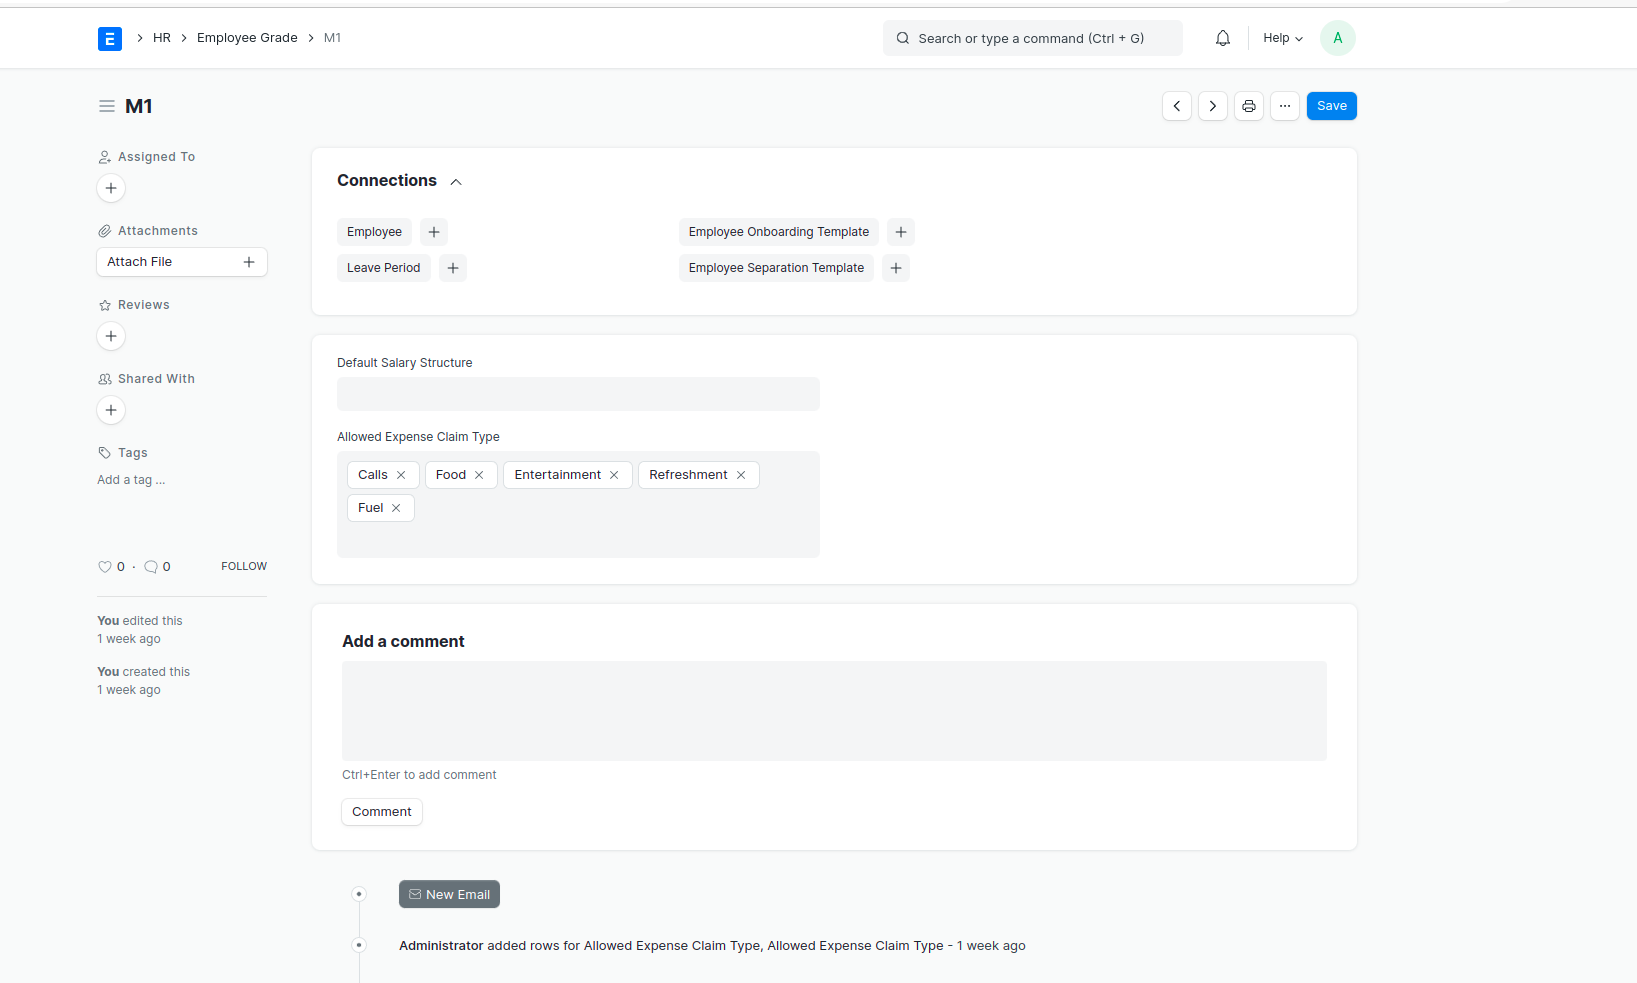 E > HR > Employee Grade > M1
Search or type a command (Ctrl + G)
Help
A
M1
Save
Assigned To
Attachments
Attach File
Reviews
Shared With
Tags
Add a tag ...
0 · 0 FOLLOW
You edited this
1 week ago
You created this
1 week ago
Connections
Employee
Employee Onboarding Template
Leave Period
Employee Separation Template
Default Salary Structure
Allowed Expense Claim Type
Calls Food Entertainment Refreshment
Fuel
Add a comment
Ctrl+Enter to add comment
Comment
New Email
Administrator added rows for Allowed Expense Claim Type, Allowed Expense Claim Type - 1 week ago